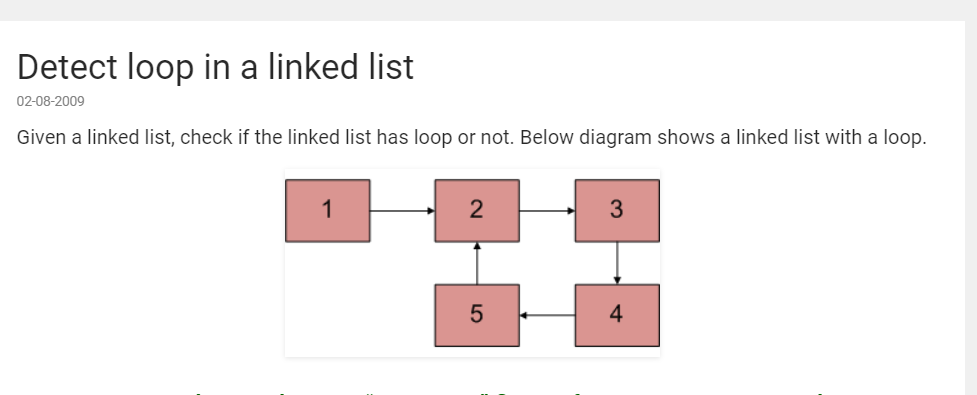 Detect loop in a linked list
02-08-2009
Given a linked list, check if the linked list has loop or not. Below diagram shows a linked list with a loop.
1 2 3
5 4